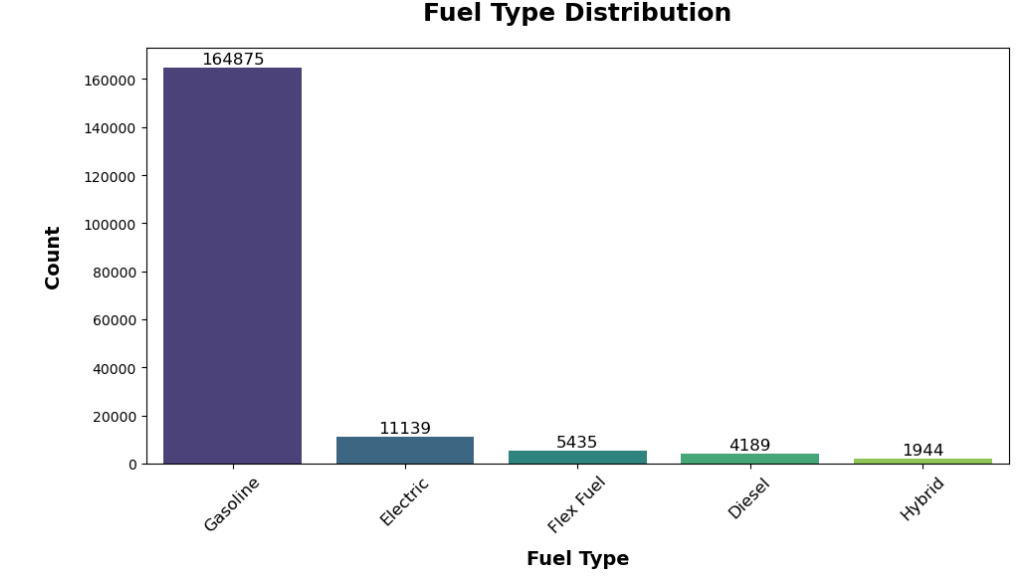 Fuel Type Distribution
164875
160000
140000
120000
100000
80000
60000
40000
20000
0
Count
11139
5435
4189
1944
Gasoline
Electric
Flex Fuel
Diesel
Hybrid
Fuel Type